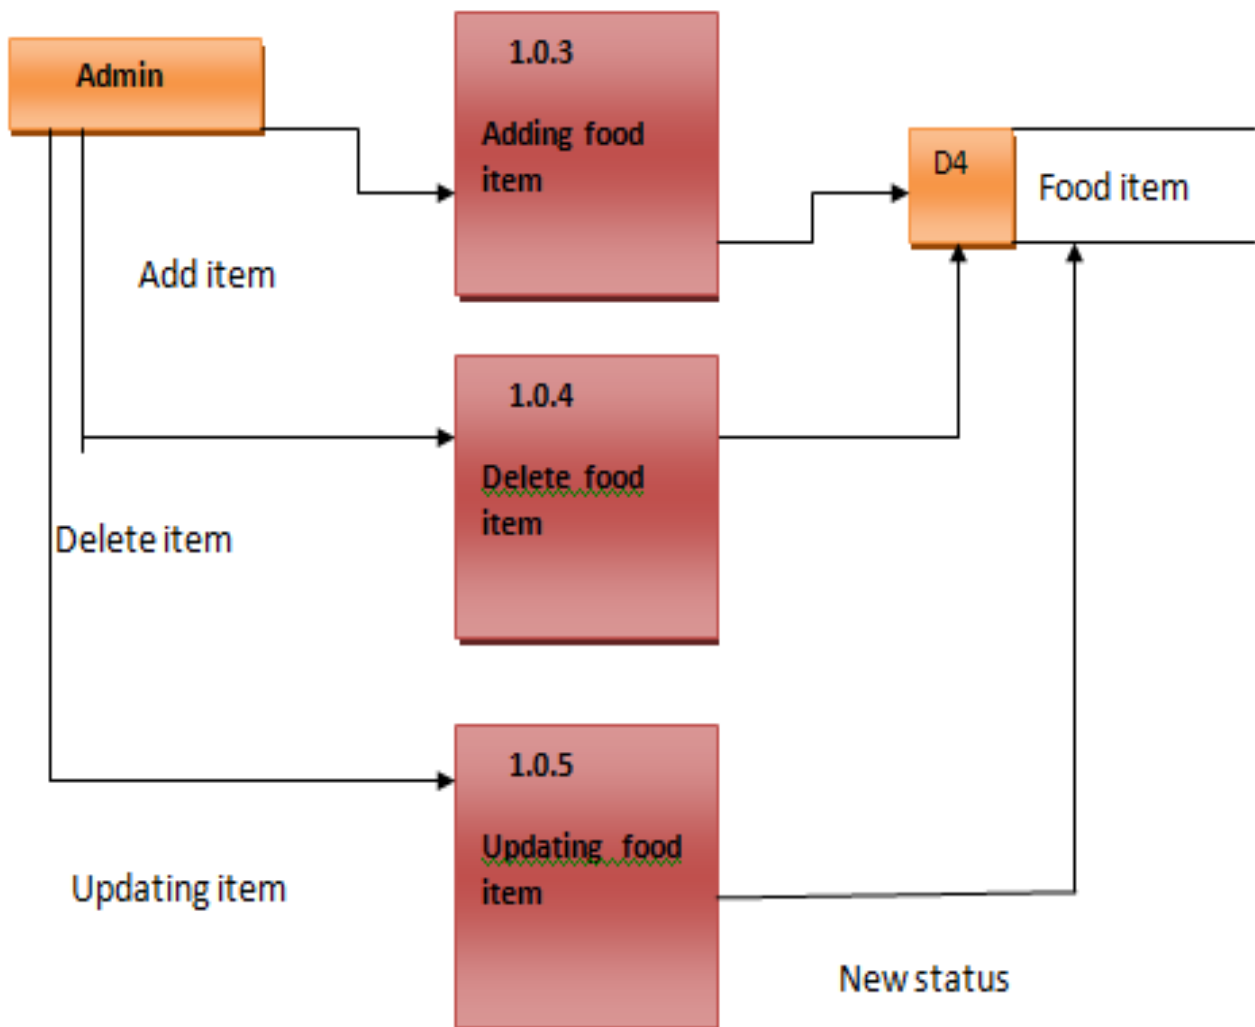 Admin
1.0.3
Adding food
item
D4
Food item
Add item
1.0.4
Delete food
item
Delete item
1.0.5
Updating food
item
Updating item
New status